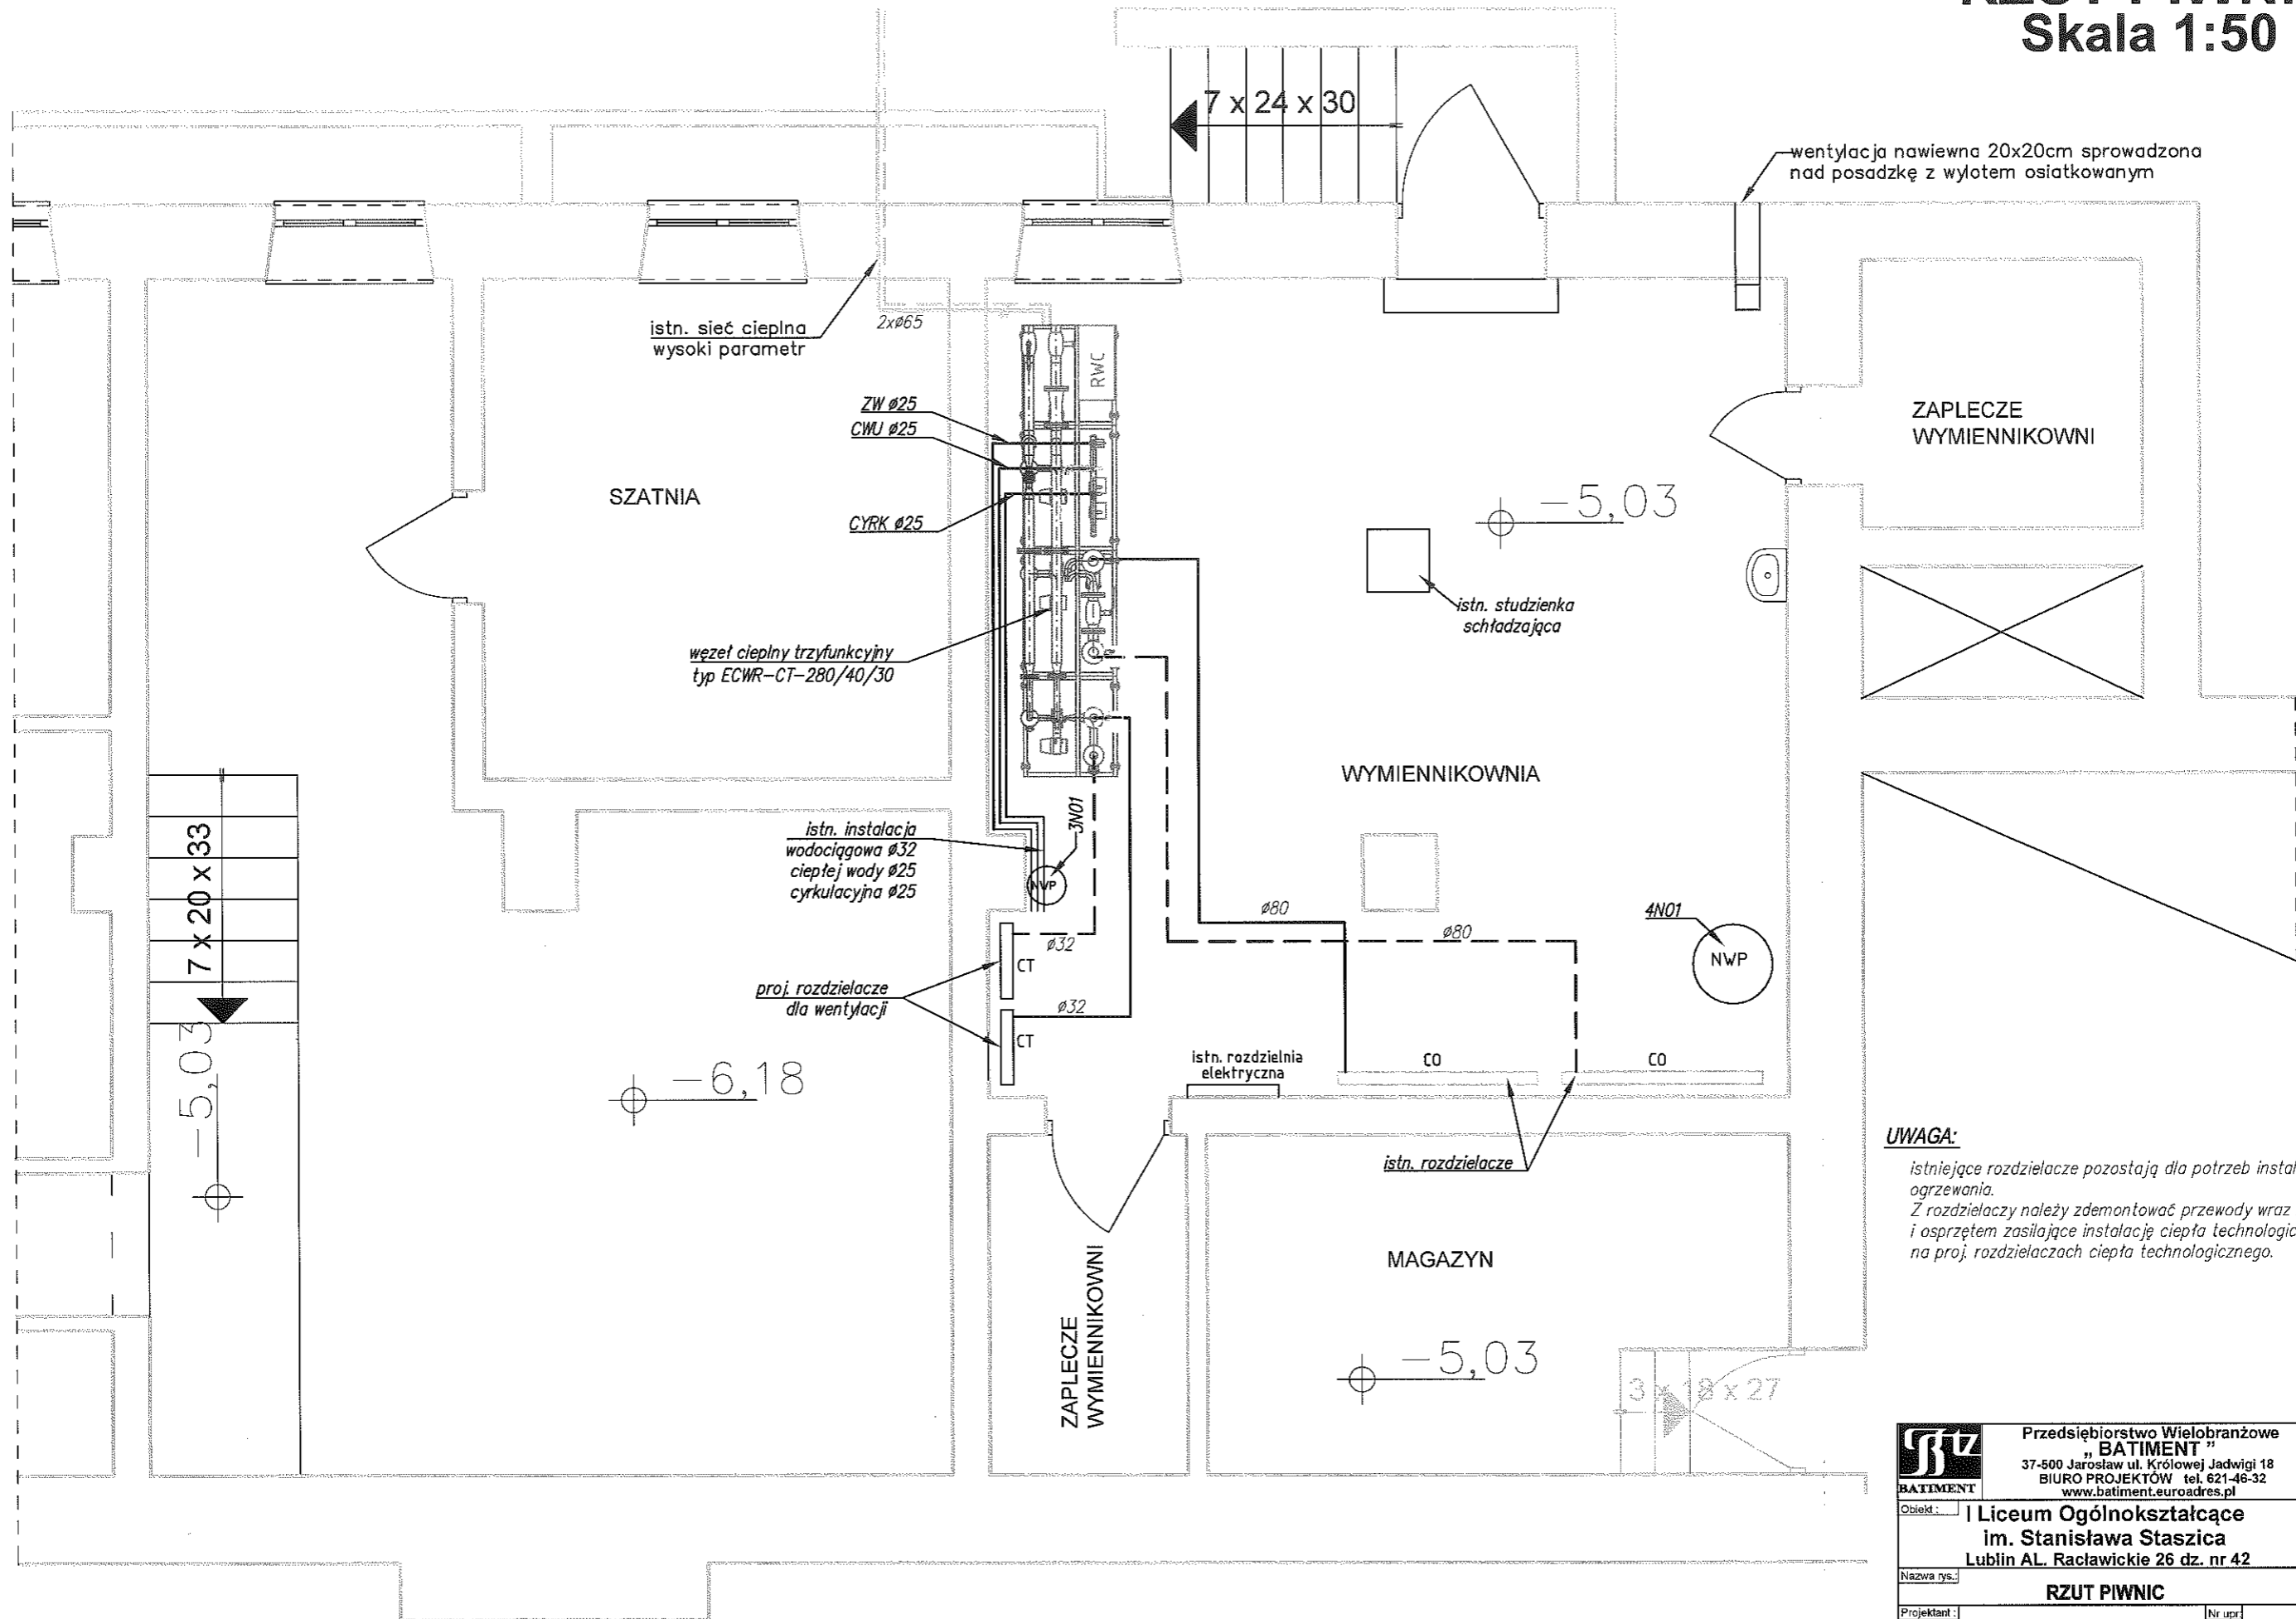 Skala 1:50
7 x 24 x 30
wentylacja nawiewna 20x20cm sprowadzona
nad posadzkę z wylotem osiatkowanym
istn. sieć cieplna
wysoki parametr
2xø65
RWC
ZW ø25
CWU ø25
CYRK ø25
SZATNIA
ZAPLECZE
WYMIENNIKOWNI
-5,03
istn. studzienka
schładzająca
węzeł cieplny trzyfunkcyjny
typ ECWR-CT-280/40/30
WYMIENNIKOWNIA
7 x 20 x 33
istn. instalacja
wodociągowa ø32
ciepłej wody ø25
cyrkulacyjna ø25
3N01
NWP
ø80
ø80
4N01
NWP
ø32
CT
proj. rozdzielacze
dla wentylacji
ø32
CT
-5,03
-6,18
istn. rozdzielnia
elektryczna
CO
CO
istn. rozdzielacze
UWAGA:
istniejące rozdzielacze pozostają dla potrzeb
ogrzewania.
Z rozdzielaczy należy zdemontować przewody wraz
i osprzętem zasilające instalację ciepła
na proj. rozdzielaczach ciepła technologicznego.
ZAPLECZE
WYMIENNIKOWNI
MAGAZYN
-5,03
3 x 18 x 27
BATIMENT
Przedsiębiorstwo Wielobranżowe
„ BATIMENT ”
37-500 Jarosław ul. Królowej Jadwigi 18
BIURO PROJEKTÓW tel. 621-46-32
www.batiment.euroadres.pl
Obiekt :
I Liceum Ogólnokształcące
im. Stanisława Staszica
Lublin AL. Racławickie 26 dz. nr 42
Nazwa rys.:
RZUT PIWNIC
Projektant :
Nr upr.